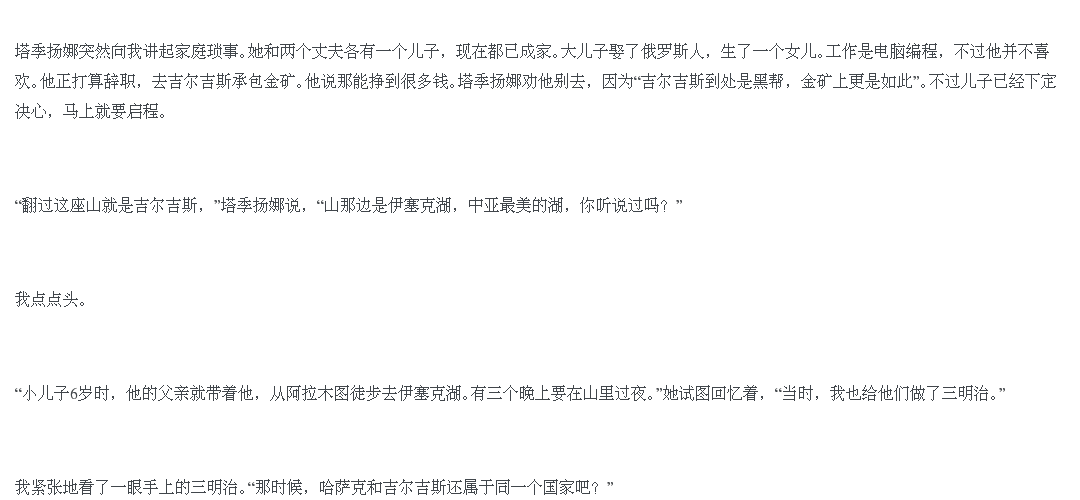 塔季扬娜突然向我讲起家庭琐事。她和两个丈夫各有一个儿子，现在都已成家。大儿子娶了俄罗斯人，生了一个女儿。工作是电脑编程，不过他并不喜
欢。他正打算辞职，去吉尔吉斯承包金矿。他说那能挣到很多钱。塔季扬娜劝他别去，因为“吉尔吉斯到处是黑帮，金矿上更是如此”。不过儿子已经下定
决心，马上就要启程。
“翻过这座山就是吉尔吉斯，”塔季扬娜说，“山那边是伊塞克湖，中亚最美的湖，你听说过吗？”
我点点头。
“小儿子6岁时，他的父亲就带着他，从阿拉木图徒步去伊塞克湖。有三个晚上要在山里过夜。”她试图回忆着，“当时，我也给他们做了三明治。”
我紧张地看了一眼手上的三明治。“那时候，哈萨克和吉尔吉斯还属于同一个国家吧？”